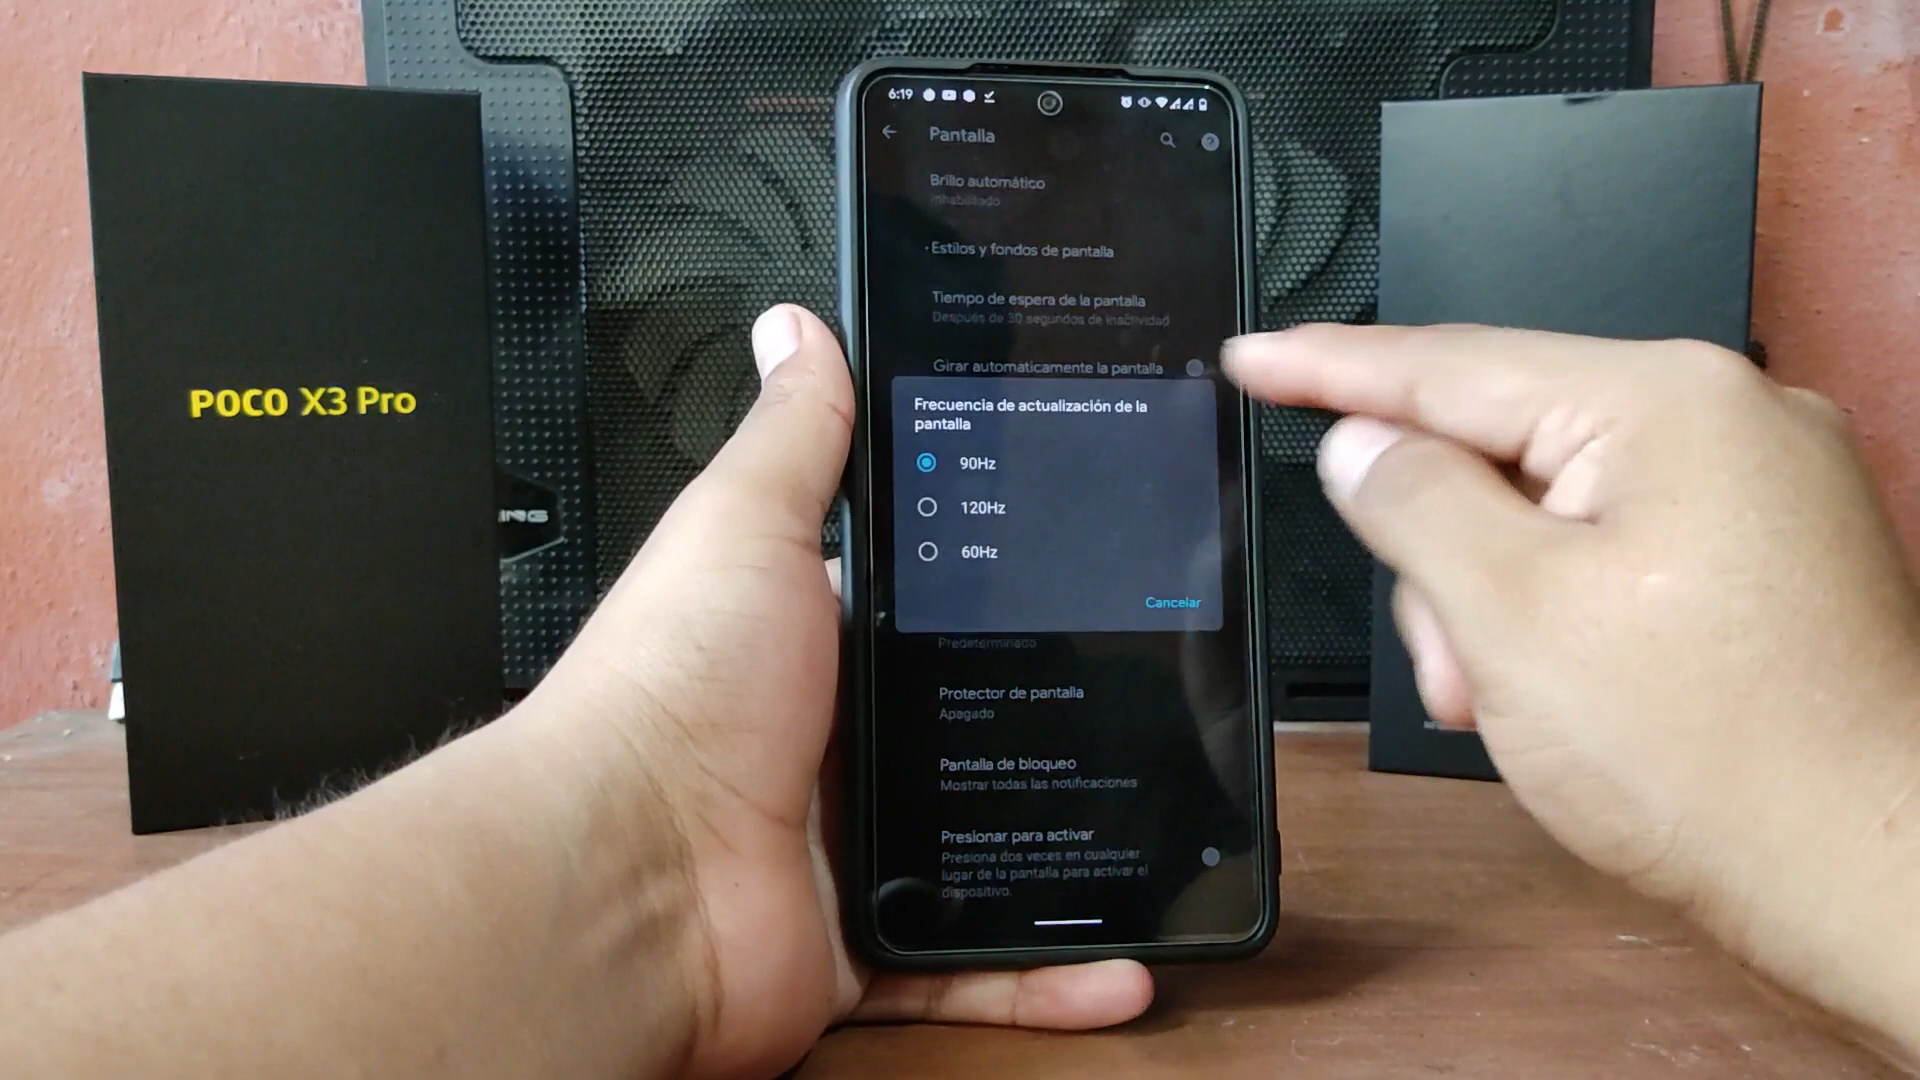 POCO X3 Pro
ING
6:19
Pantalla
Brillo automático
Inhabilitado
Estilos y fondos de pantalla
Tiempo de espera de la pantalla
Después de 30 segundos de inactividad
Girar automáticamente la pantalla
Frecuencia de actualización de la
pantalla
90Hz
120Hz
60Hz
Cancelar
Predeterminado
Protector de pantalla
Apagado
Pantalla de bloqueo
Mostrar todas las notificaciones
Presionar para activar
Presiona dos veces en cualquier
lugar de la pantalla para activar el
dispositivo.